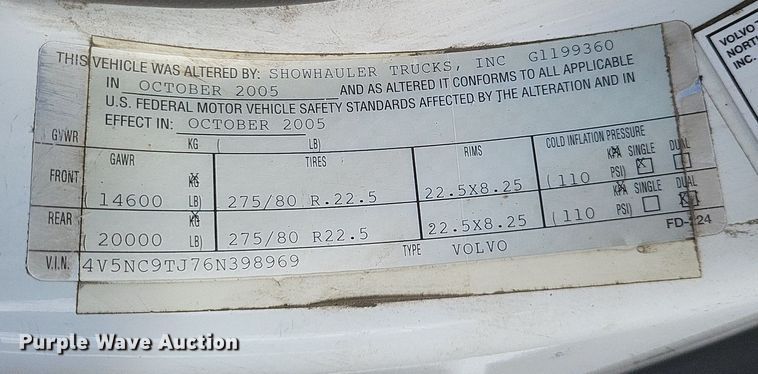 THIS VEHICLE WAS ALTERED BY: SHOWHAULER TRUCKS, INC G1199360
IN OCTOBER 2005 AND AS ALTERED IT CONFORMS TO ALL APPLICABLE
U.S. FEDERAL MOTOR VEHICLE SAFETY STANDARDS AFFECTED BY THE ALTERATION AND IN
EFFECT IN: OCTOBER 2005
GVWR KG ( LB)
GAWR TIRES RIMS COLD INFLATION PRESSURE
FRONT KG KPA SINGLE DUAL
( 14600 LB) 275/80 R.22.5 22.5X8.25 (110 PSI) X
REAR KG KPA SINGLE DUAL
( 20000 LB) 275/80 R22.5 22.5X8.25 (110 PSI) X
FD-224
V.I.N. 4V5NC9TJ76N398969 TYPE VOLVO
VOLVO T
NORT
INC.
Purple Wave Auction